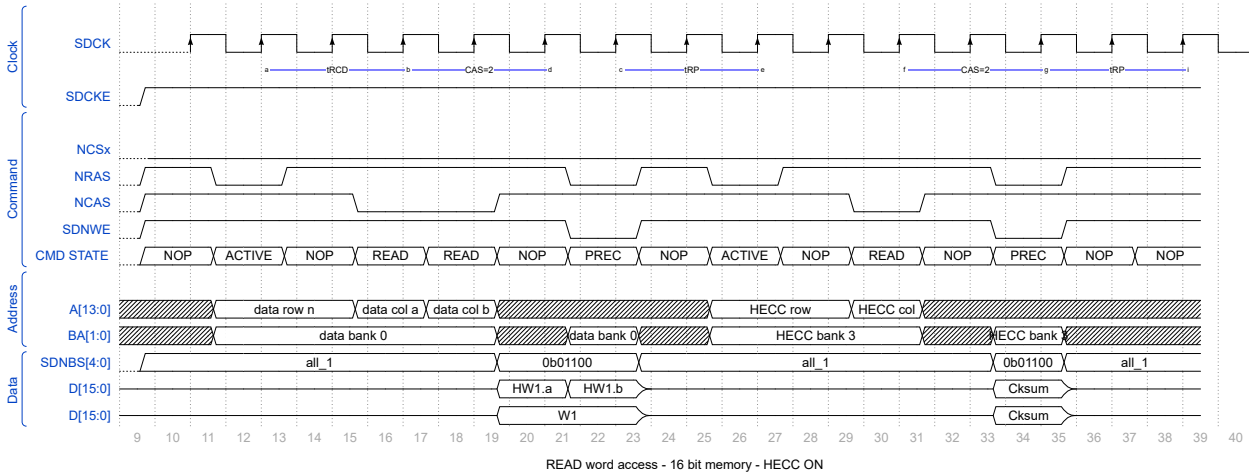 Clock
SDCK
a tRCD b CAS=2 d c tRP e f CAS=2 g tRP i
SDCKE
Command
NCSx
NRAS
NCAS
SDNWE
CMD STATE NOP ACTIVE NOP READ READ NOP PREC NOP ACTIVE NOP READ NOP PREC NOP NOP
Address
A[13:0] data row n data col a data col b HECC row HECC col
BA[1:0] data bank 0 data bank 0 HECC bank 3 HECC bank 3
Data
SDNBS[4:0] all_1 0b01100 all_1 0b01100 all_1
D[15:0] HW1.a HW1.b Cksum
D[15:0] W1 Cksum
9 10 11 12 13 14 15 16 17 18 19 20 21 22 23 24 25 26 27 28 29 30 31 32 33 34 35 36 37 38 39 40
READ word access - 16 bit memory - HECC ON